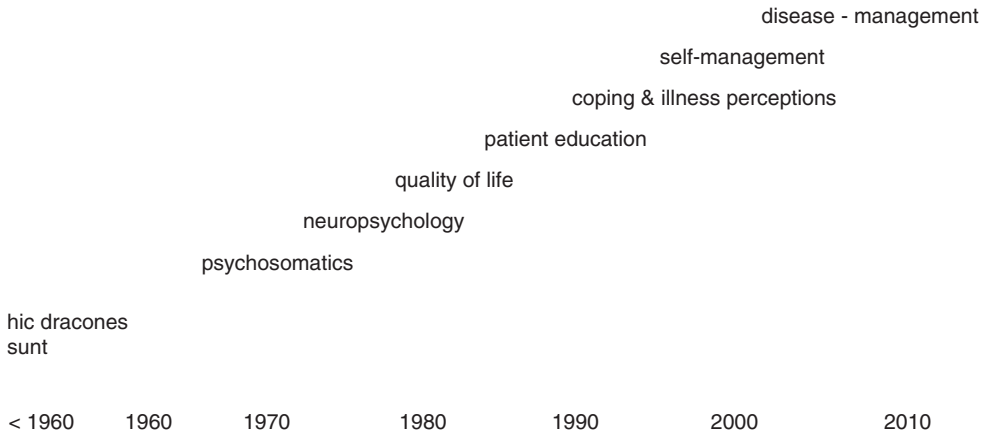 disease - management
self-management
coping & illness perceptions
patient education
quality of life
neuropsychology
psychosomatics
hic dracones
sunt
< 1960 1960 1970 1980 1990 2000 2010